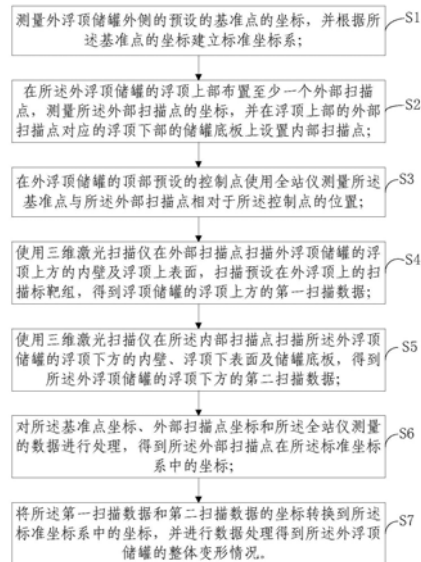 测量外浮顶储罐外侧的预设的基准点的坐标，并根据所
述基准点的坐标建立标准坐标系；
S1
在所述外浮顶储罐的浮顶上部布置至少一个外部扫描
点，测量所述外部扫描点的坐标，并在浮顶上部的外部
扫描点对应的浮顶下部的储罐底板上设置内部扫描点；
S2
在外浮顶储罐的顶部预设的控制点使用全站仪测量所述
基准点与所述外部扫描点相对于所述控制点的位置；
S3
使用三维激光扫描仪在外部扫描点扫描外浮顶储罐的浮
顶上方的内壁及浮顶上表面，扫描预设在外浮顶上的扫
描标靶组，得到浮顶储罐的浮顶上方的第一扫描数据；
S4
使用三维激光扫描仪在所述内部扫描点扫描所述外浮顶
储罐的浮顶下方的内壁、浮顶下表面及储罐底板，得到
所述外浮顶储罐的浮顶下方的第二扫描数据；
S5
对所述基准点坐标、外部扫描点坐标和所述全站仪测量
的数据进行处理，得到所述外部扫描点在所述标准坐标
系中的坐标；
S6
将所述第一扫描数据和第二扫描数据的坐标转换到所述
标准坐标系中的坐标，并进行数据处理得到所述外浮顶
储罐的整体变形情况。
S7